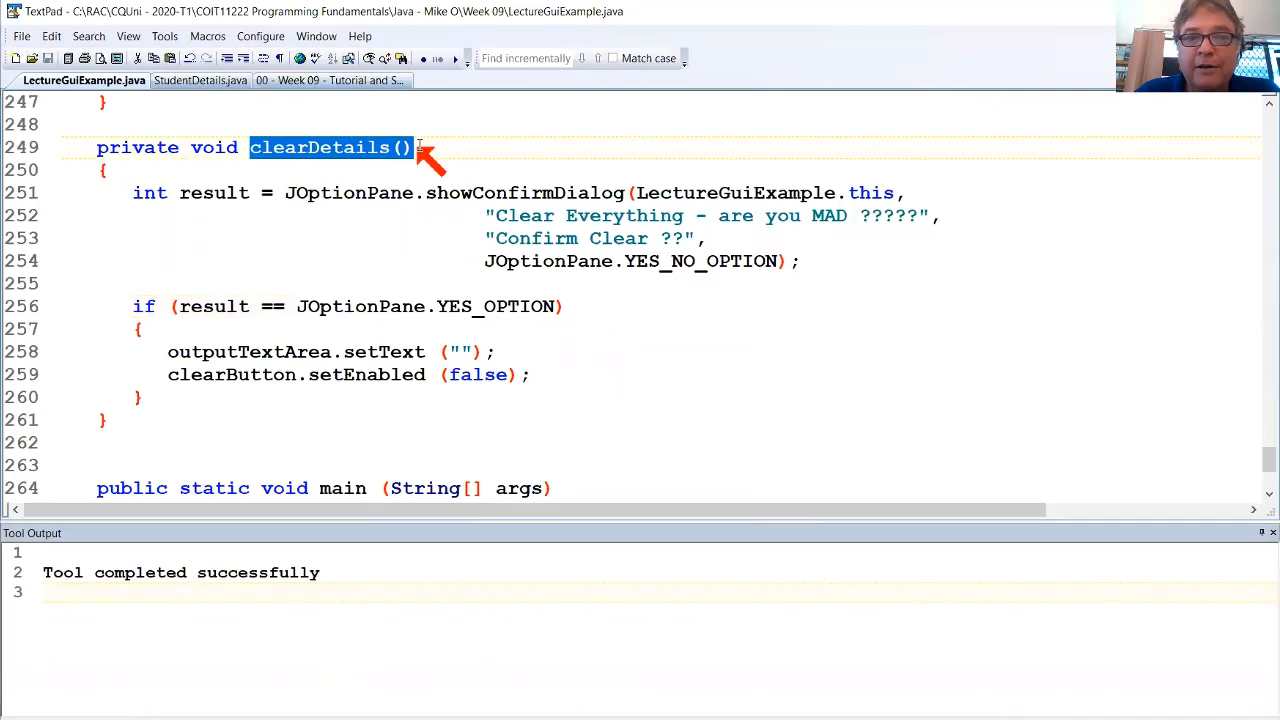 TextPad - C:\RAC\CQUni - 2020-T1\COIT11222 Programming Fundamentals\Java - Mike O\Week 09\LectureGuiExample.java
File Edit Search View Tools Macros Configure Window Help
Find incrementally Match case
LectureGuiExample.java StudentDetails.java 00 - Week 09 - Tutorial and S...
247 }
248
249 private void clearDetails()
250 {
251 int result = JOptionPane.showConfirmDialog(LectureGuiExample.this,
252 "Clear Everything - are you MAD ?????",
253 "Confirm Clear ??",
254 JOptionPane.YES_NO_OPTION);
255
256 if (result == JOptionPane.YES_OPTION)
257 {
258 outputTextArea.setText ("");
259 clearButton.setEnabled (false);
260 }
261 }
262
263
264 public static void main (String[] args)
Tool Output
1
2 Tool completed successfully
3